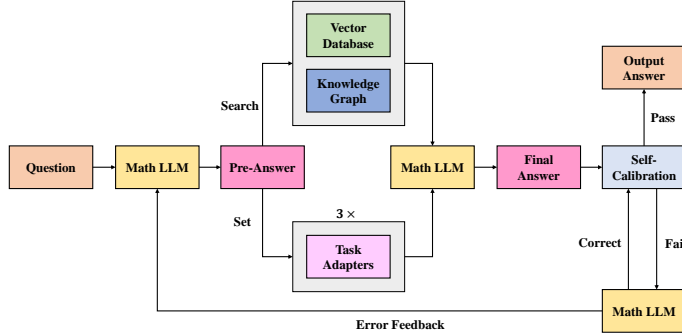 Vector
Database
Knowledge
Graph
Output
Answer
Search
Pass
Question
Math LLM
Pre-Answer
Math LLM
Final
Answer
Self-
Calibration
Set
3 ×
Task
Adapters
Correct
Fai
Math LLM
Error Feedback